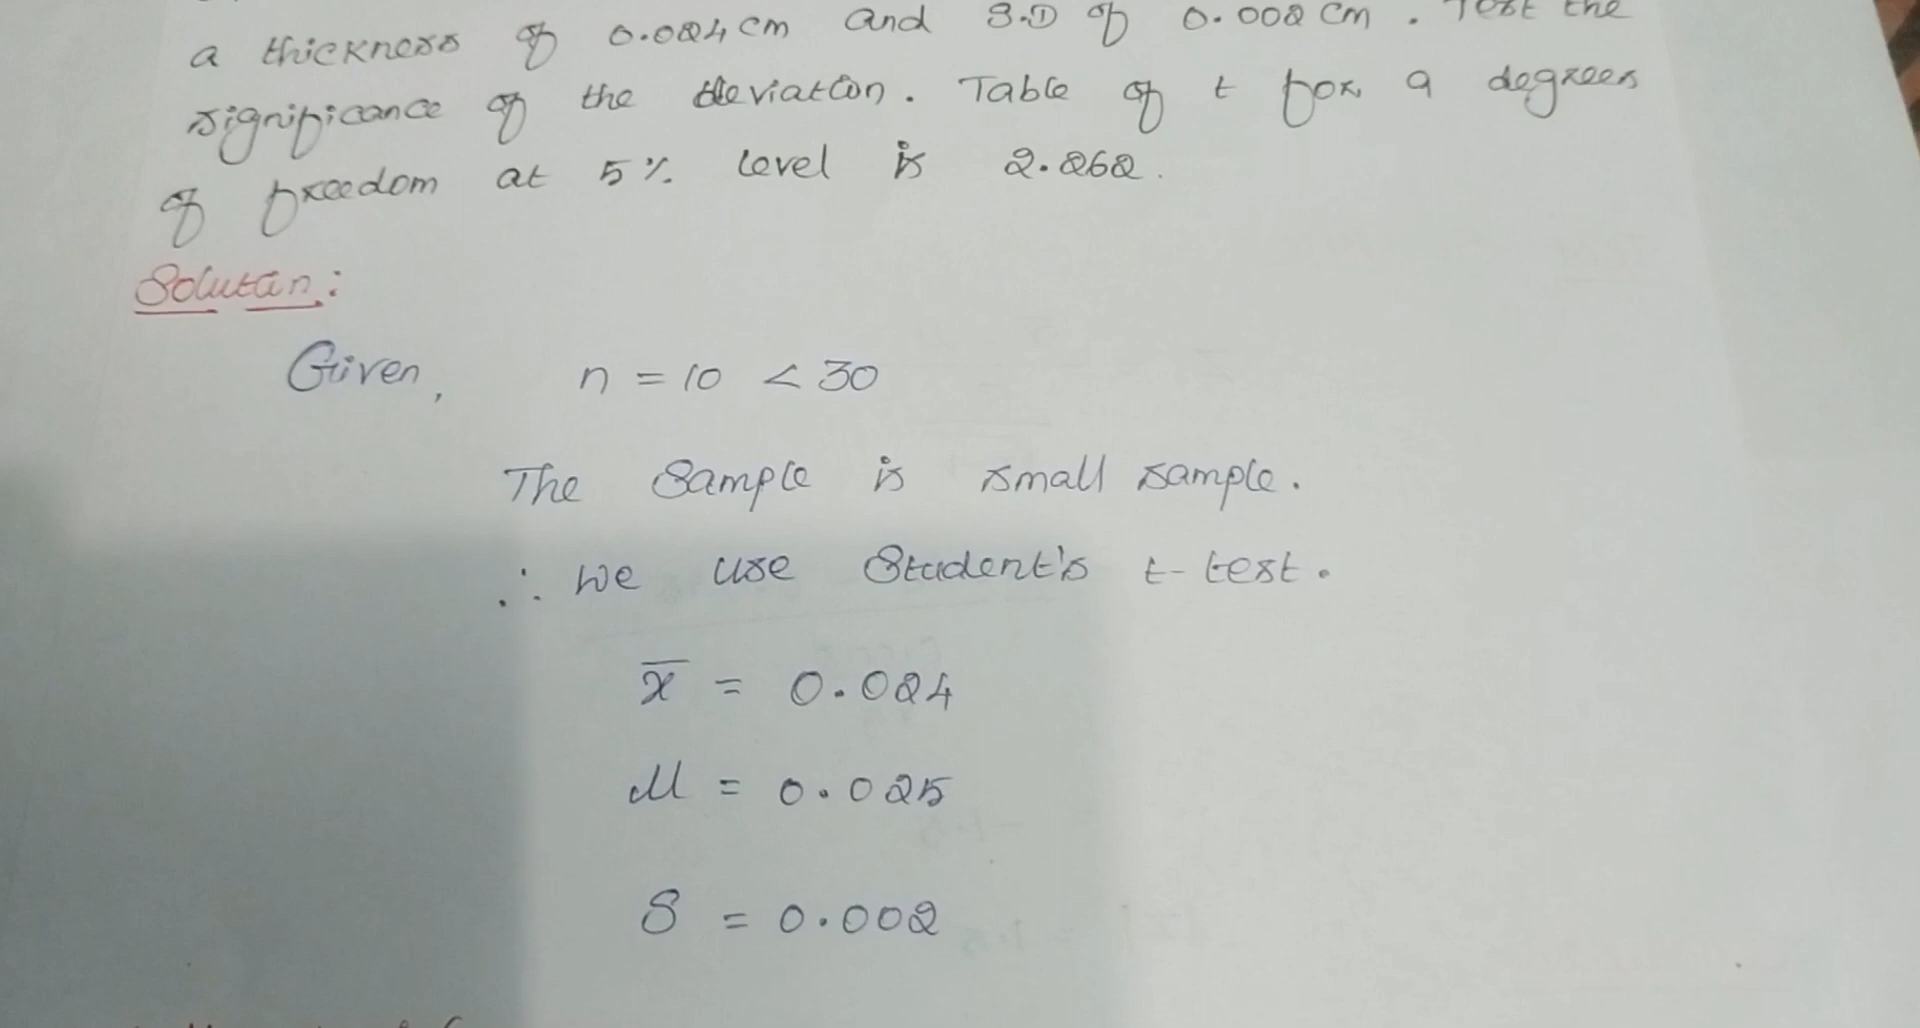 a thickness of 0.024 cm and S.D of 0.002 cm. Test the
significance of the deviation. Table of t for 9 degrees
of freedom at 5% level is 2.262.
Solution:
Given, n = 10 < 30
The Sample is small sample.
∴ we use Student's t-test.
x̄ = 0.024
μ = 0.025
S = 0.002